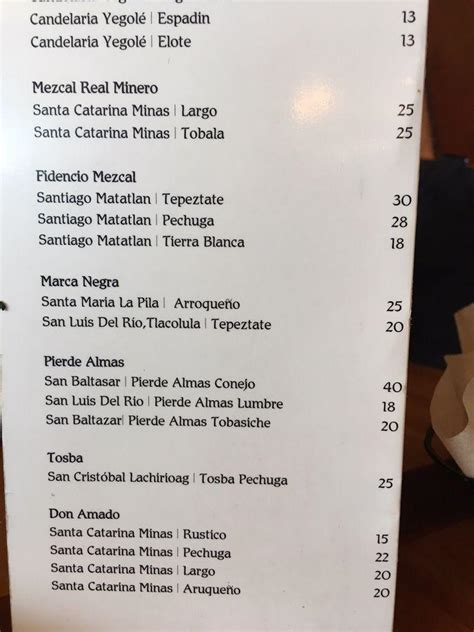 Candelaria Yegolé | Espadin 13
Candelaria Yegolé | Elote 13
Mezcal Real Minero
Santa Catarina Minas | Largo 25
Santa Catarina Minas | Tobala 25
Fidencio Mezcal
Santiago Matatlan | Tepeztate 30
Santiago Matatlan | Pechuga 28
Santiago Matatlan | Tierra Blanca 18
Marca Negra
Santa Maria La Pila | Arroqueño 25
San Luis Del Río,Tlacolula | Tepeztate 20
Pierde Almas
San Baltasar | Pierde Almas Conejo 40
San Luis Del Rio | Pierde Almas Lumbre 18
San Baltazar | Pierde Almas Tobasiche 20
Tosba
San Cristóbal Lachirioag | Tosba Pechuga 25
Don Amado
Santa Catarina Minas | Rustico 15
Santa Catarina Minas | Pechuga 22
Santa Catarina Minas | Largo 20
Santa Catarina Minas | Aruqueño 20